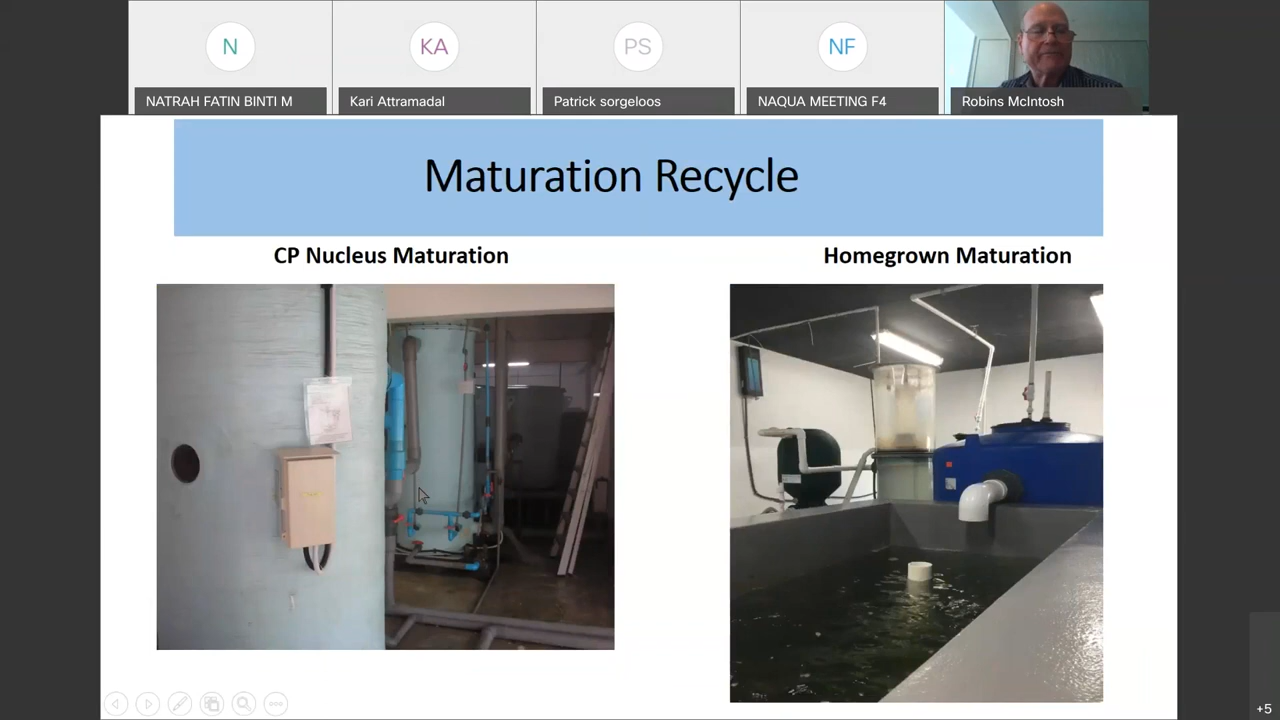 N
KA
PS
NF
NATRAH FATIN BINTI M
Kari Attramadal
Patrick sorgeloos
NAQUA MEETING F4
Robins McIntosh
Maturation Recycle
CP Nucleus Maturation
Homegrown Maturation
+5